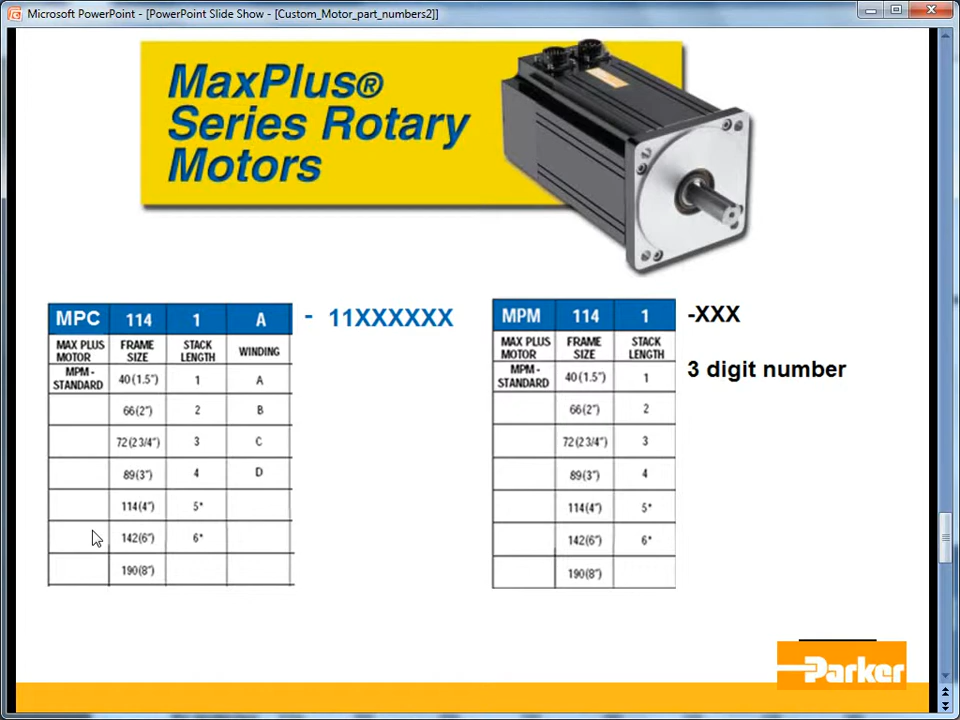 Microsoft PowerPoint - [PowerPoint Slide Show - [Custom_Motor_part_numbers2]]
MaxPlus®
Series Rotary
Motors
MPC 114 1 A - 11XXXXXX
MAX PLUS MOTOR FRAME SIZE STACK LENGTH WINDING
MPM - STANDARD 40(1.5") 1 A
66(2") 2 B
72(2 3/4") 3 C
89(3") 4 D
114(4") 5*
142(6") 6*
190(8")
MPM 114 1 -XXX
3 digit number
MAX PLUS MOTOR FRAME SIZE STACK LENGTH
MPM - STANDARD 40(1.5") 1
66(2") 2
72(2 3/4") 3
89(3") 4
114(4") 5*
142(6") 6*
190(8")
Parker